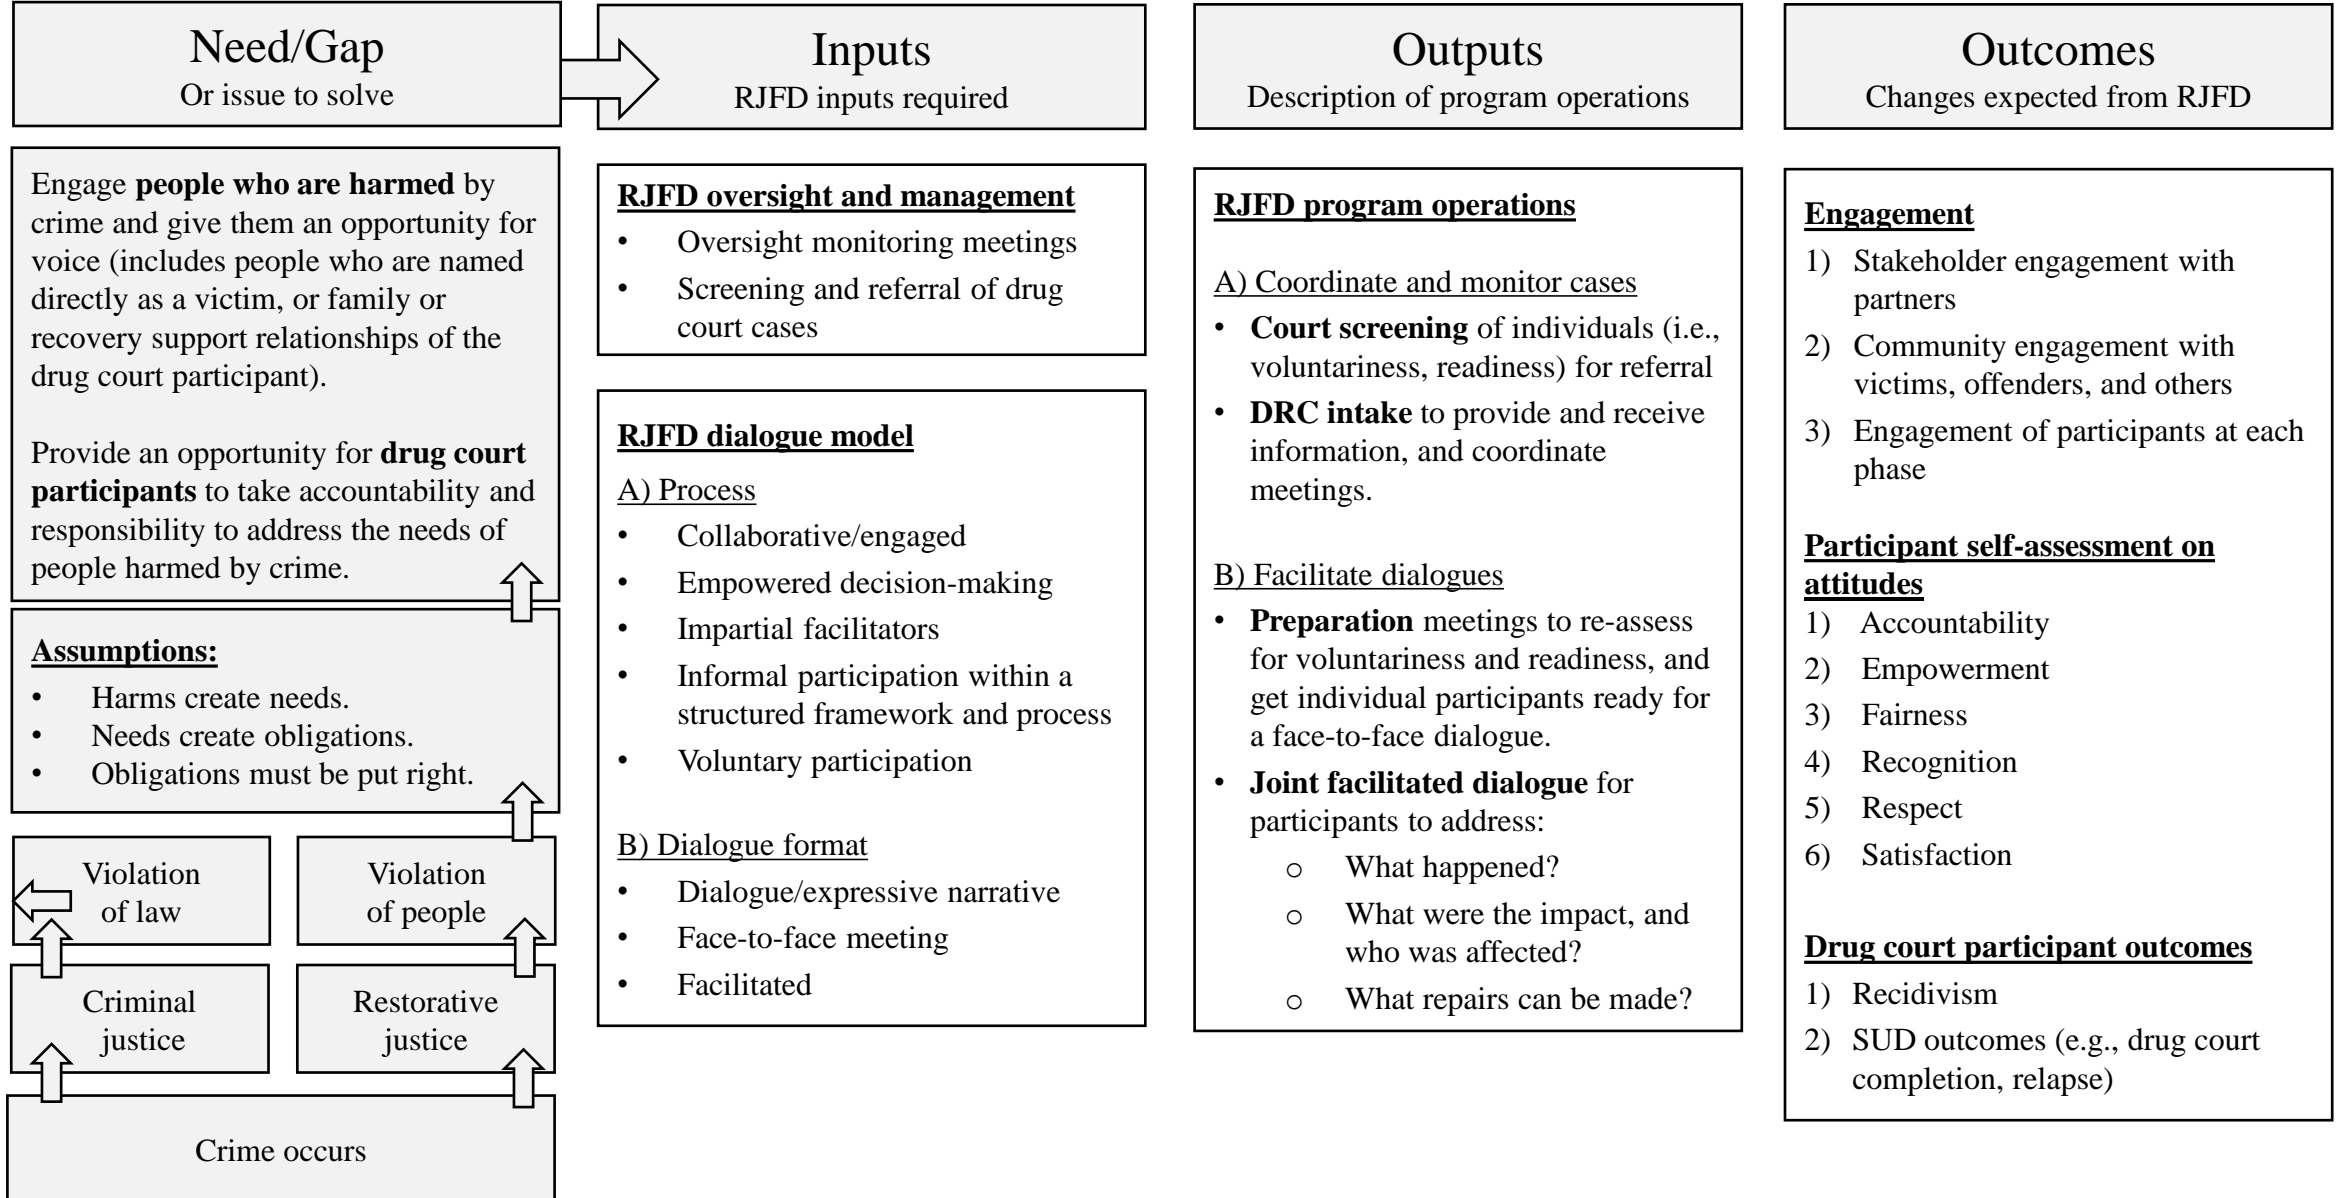 Need/Gap
Or issue to solve
Engage people who are harmed by
crime and give them an opportunity for
voice (includes people who are named
directly as a victim, or family or
recovery support relationships of the
drug court participant).
Provide an opportunity for drug court
participants to take accountability and
responsibility to address the needs of
people harmed by crime.
Assumptions:
• Harms create needs.
• Needs create obligations.
• Obligations must be put right.
Violation
of law
Violation
of people
Criminal
justice
Restorative
justice
Crime occurs
Inputs
RJFD inputs required
RJFD oversight and management
• Oversight monitoring meetings
• Screening and referral of drug
court cases
RJFD dialogue model
A) Process
• Collaborative/engaged
• Empowered decision-making
• Impartial facilitators
• Informal participation within a
structured framework and process
• Voluntary participation
B) Dialogue format
• Dialogue/expressive narrative
• Face-to-face meeting
• Facilitated
Outputs
Description of program operations
RJFD program operations
A) Coordinate and monitor cases
• Court screening of individuals (i.e.,
voluntariness, readiness) for referral
• DRC intake to provide and receive
information, and coordinate
meetings.
B) Facilitate dialogues
• Preparation meetings to re-assess
for voluntariness and readiness, and
get individual participants ready for
a face-to-face dialogue.
• Joint facilitated dialogue for
participants to address:
o What happened?
o What were the impact, and
who was affected?
o What repairs can be made?
Outcomes
Changes expected from RJFD
Engagement
1) Stakeholder engagement with
partners
2) Community engagement with
victims, offenders, and others
3) Engagement of participants at each
phase
Participant self-assessment on
attitudes
1) Accountability
2) Empowerment
3) Fairness
4) Recognition
5) Respect
6) Satisfaction
Drug court participant outcomes
1) Recidivism
2) SUD outcomes (e.g., drug court
completion, relapse)